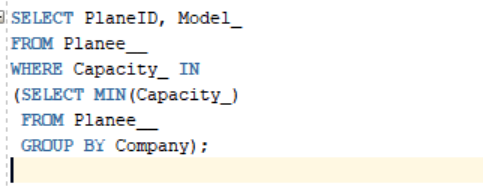 SELECT PlaneID, Model_
FROM Planee__
WHERE Capacity_ IN
(SELECT MIN(Capacity_)
FROM Planee__
GROUP BY Company);